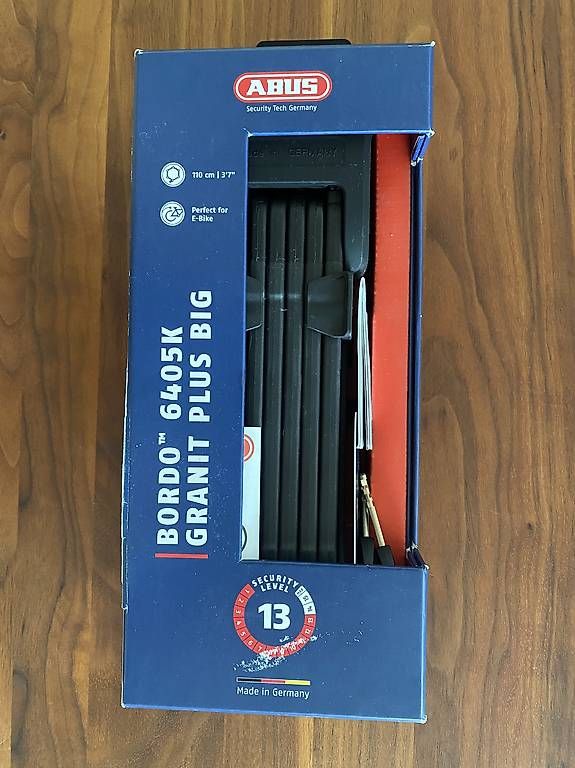 ABUS
Security Tech Germany
GERMANY
110 cm | 3'7"
Perfect for
E-Bike
BORDO™ 6405K
GRANIT PLUS BIG
SECURITY
LEVEL
13
Made in Germany